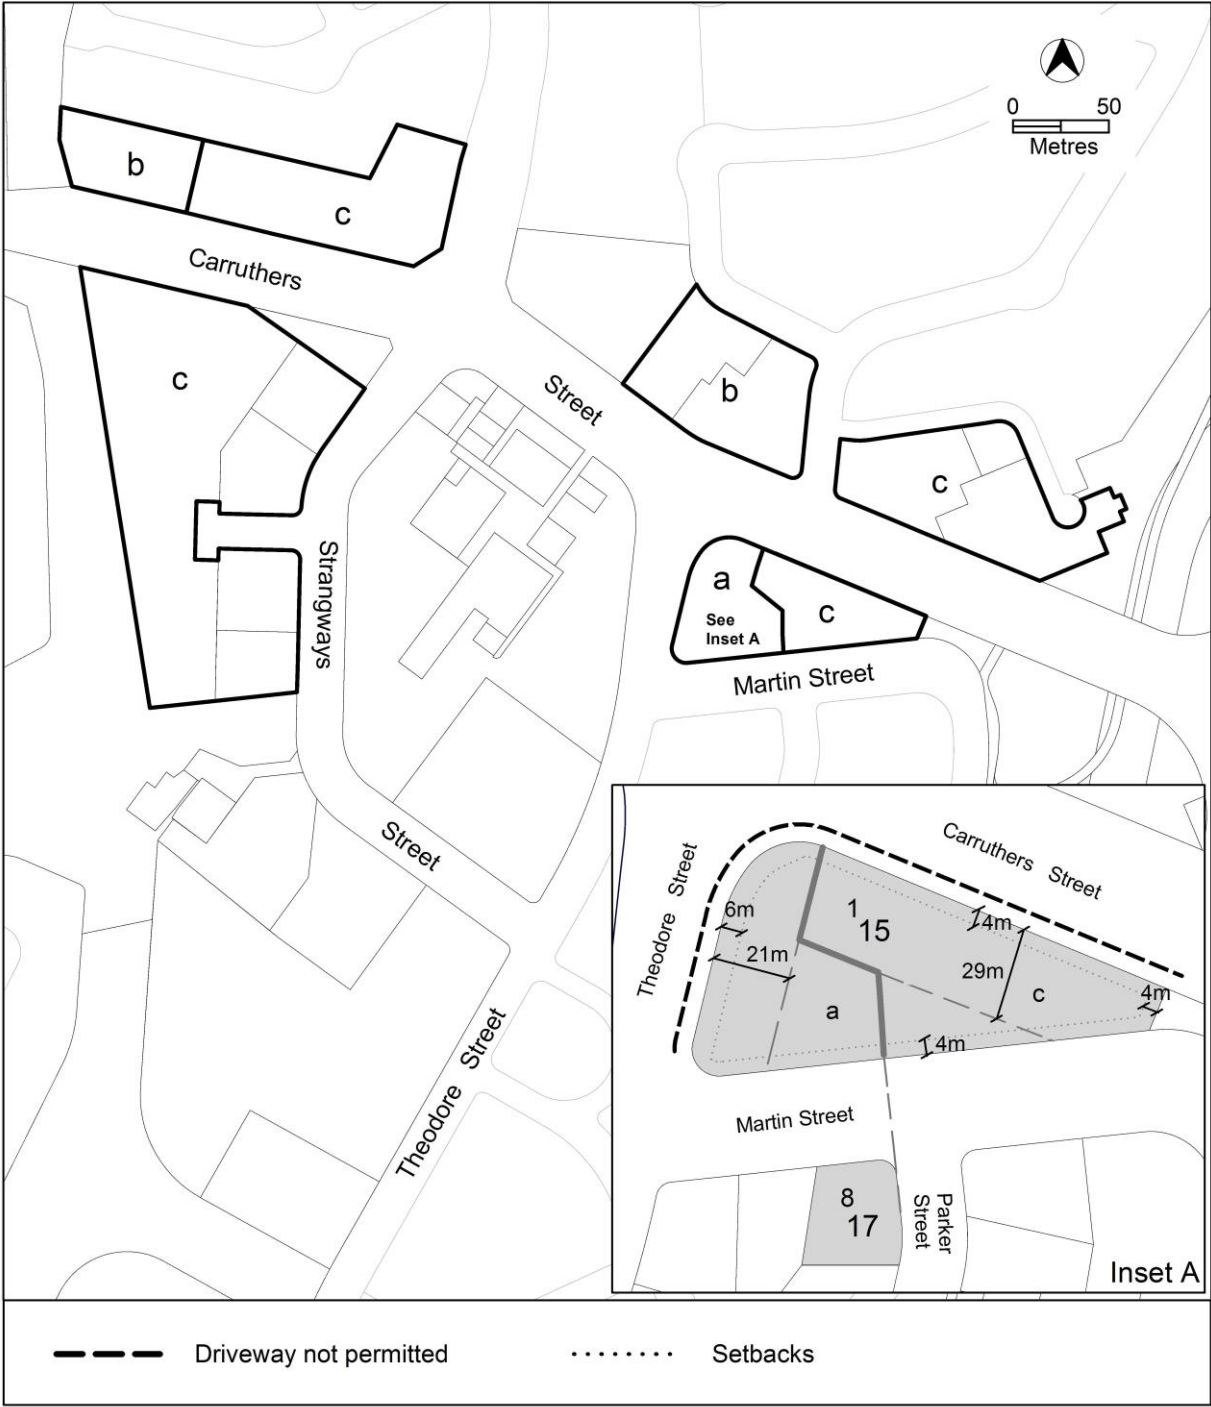 0 50
Metres
b
c
Carruthers
Street
c
b
c
Strangways
Street
a
See
Inset A
c
Martin Street
Theodore Street
Theodore Street
Carruthers Street
6m
21m
1
15
4m
29m
4m
c
a
4m
Martin Street
8
17
Parker
Street
Inset A
Driveway not permitted
Setbacks